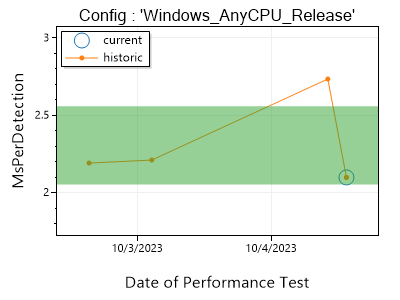 Config : 'Windows_AnyCPU_Release'
current
historic
3
2.5
2
MsPerDetection
10/3/2023
10/4/2023
Date of Performance Test